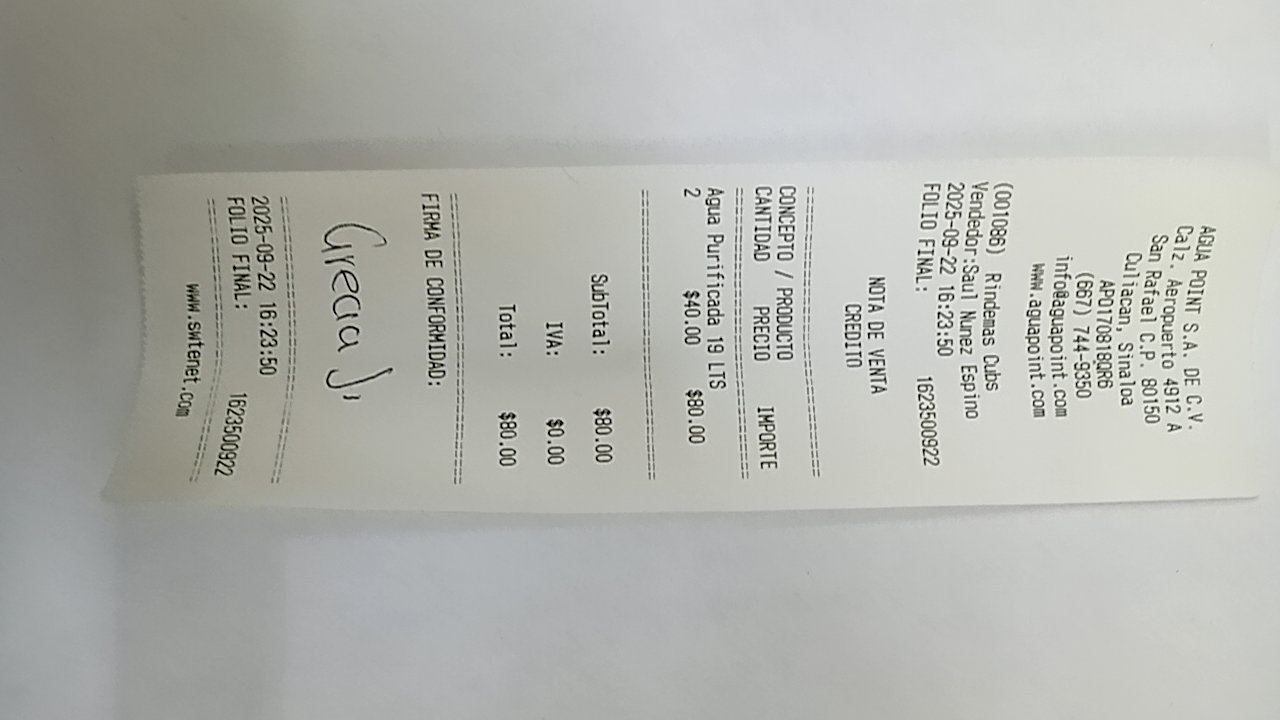 AGUA POINT S.A. DE C.V.
Calz. Aeropuerto 4912 A
San Rafael C.P. 80150
Culiacan, Sinaloa
APO170818QR6
(667) 744-9350
info@aguapoint.com
www.aguapoint.com
(001086) Rindemas Cubs
Vendedor:Saul Nunez Espino
2025-09-22 16:23:50
FOLIO FINAL: 1623500922
NOTA DE VENTA
CREDITO
CONCEPTO / PRODUCTO
CANTIDAD PRECIO IMPORTE
Agua Purificada 19 LTS
2 $40.00 $80.00
SubTotal: $80.00
IVA: $0.00
Total: $80.00
FIRMA DE CONFORMIDAD:
2025-09-22 16:23:50
FOLIO FINAL: 1623500922
www.swtenet.com